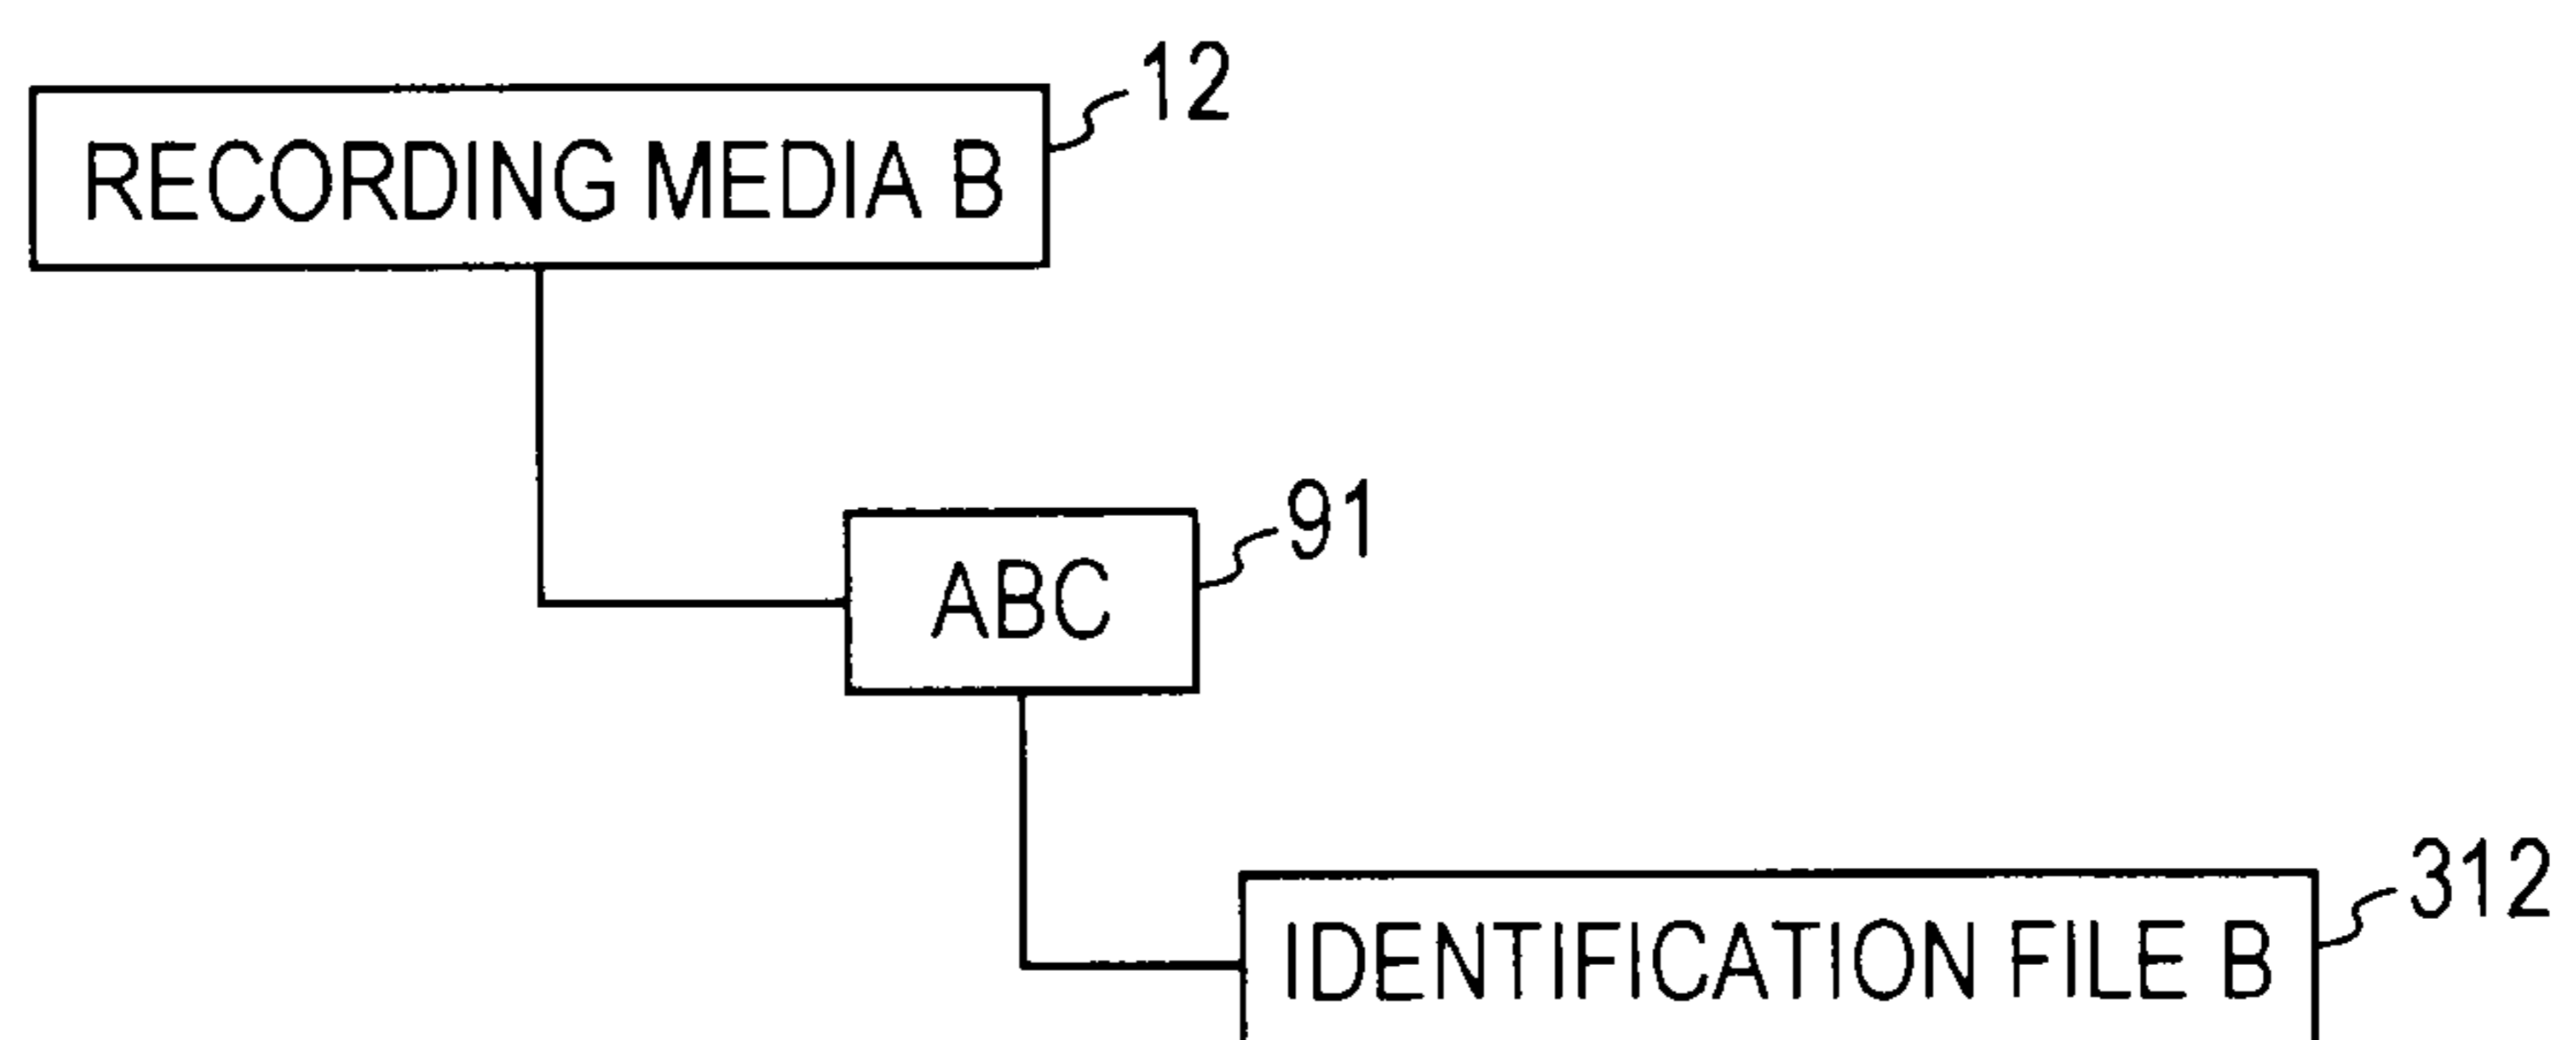 12
RECORDING MEDIA B
91
ABC
312
IDENTIFICATION FILE B